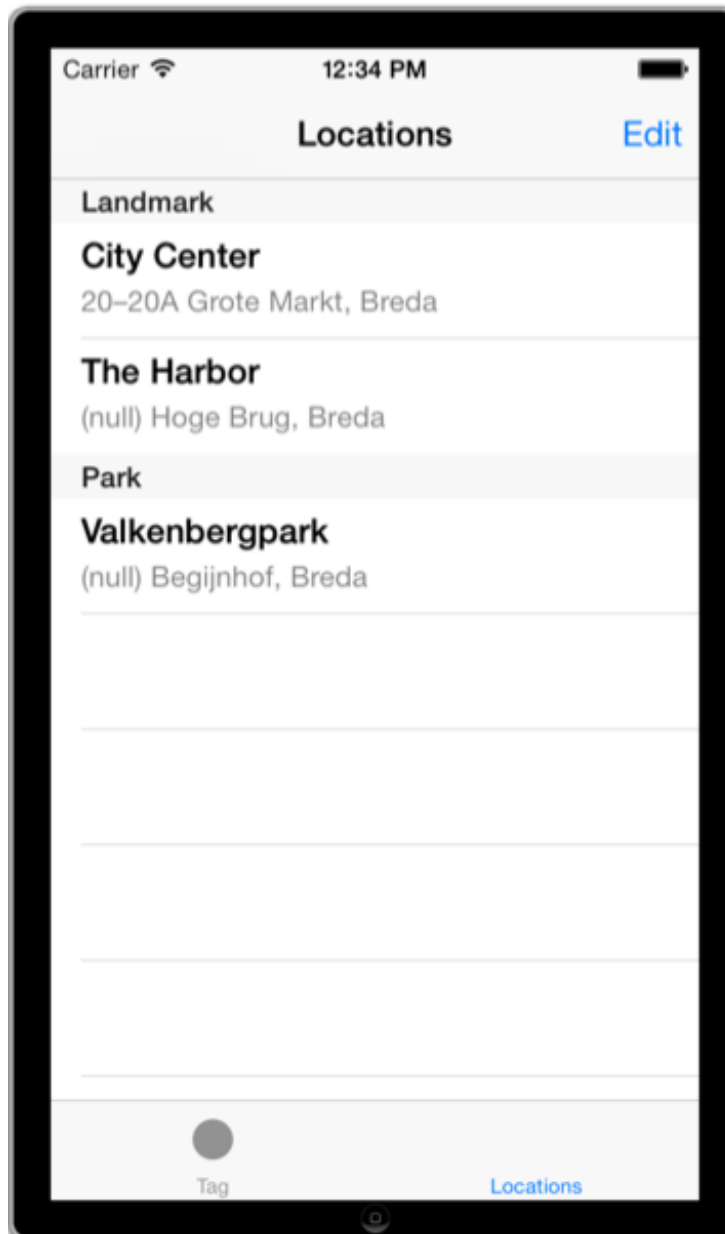 Carrier 12:34 PM
Locations Edit
Landmark
City Center
20–20A Grote Markt, Breda
The Harbor
(null) Hoge Brug, Breda
Park
Valkenbergpark
(null) Begijnhof, Breda
Tag Locations